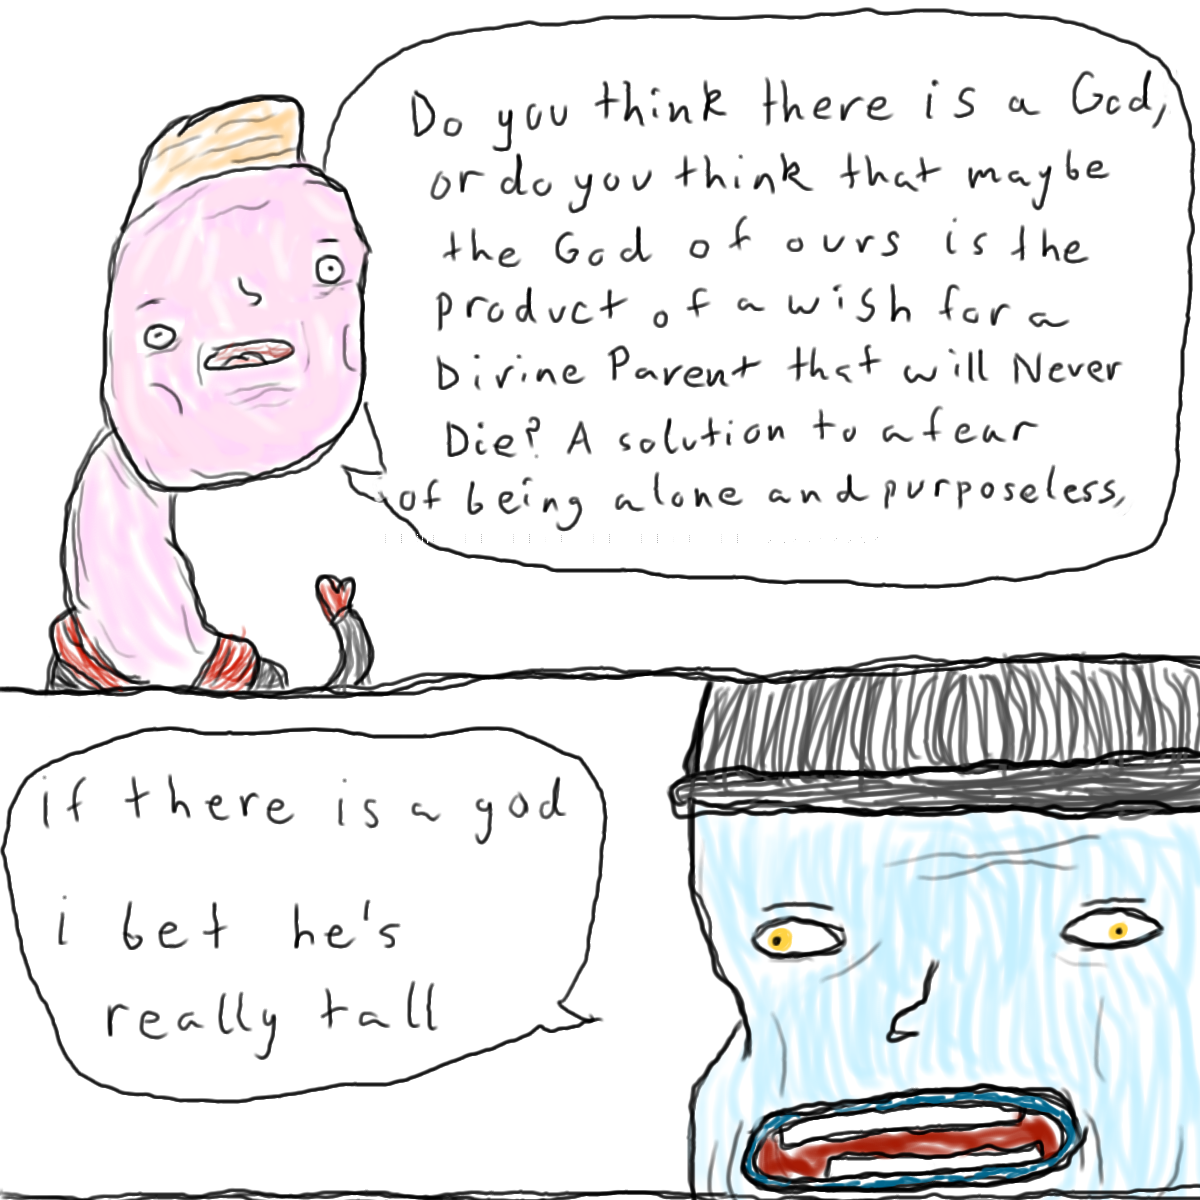 Do you think there is a God,
or do you think that maybe
the God of ours is the
product of a wish for a
Divine Parent that will Never
Die? A solution to a fear
of being alone and purposeless,
if there is a god
i bet he's
really tall